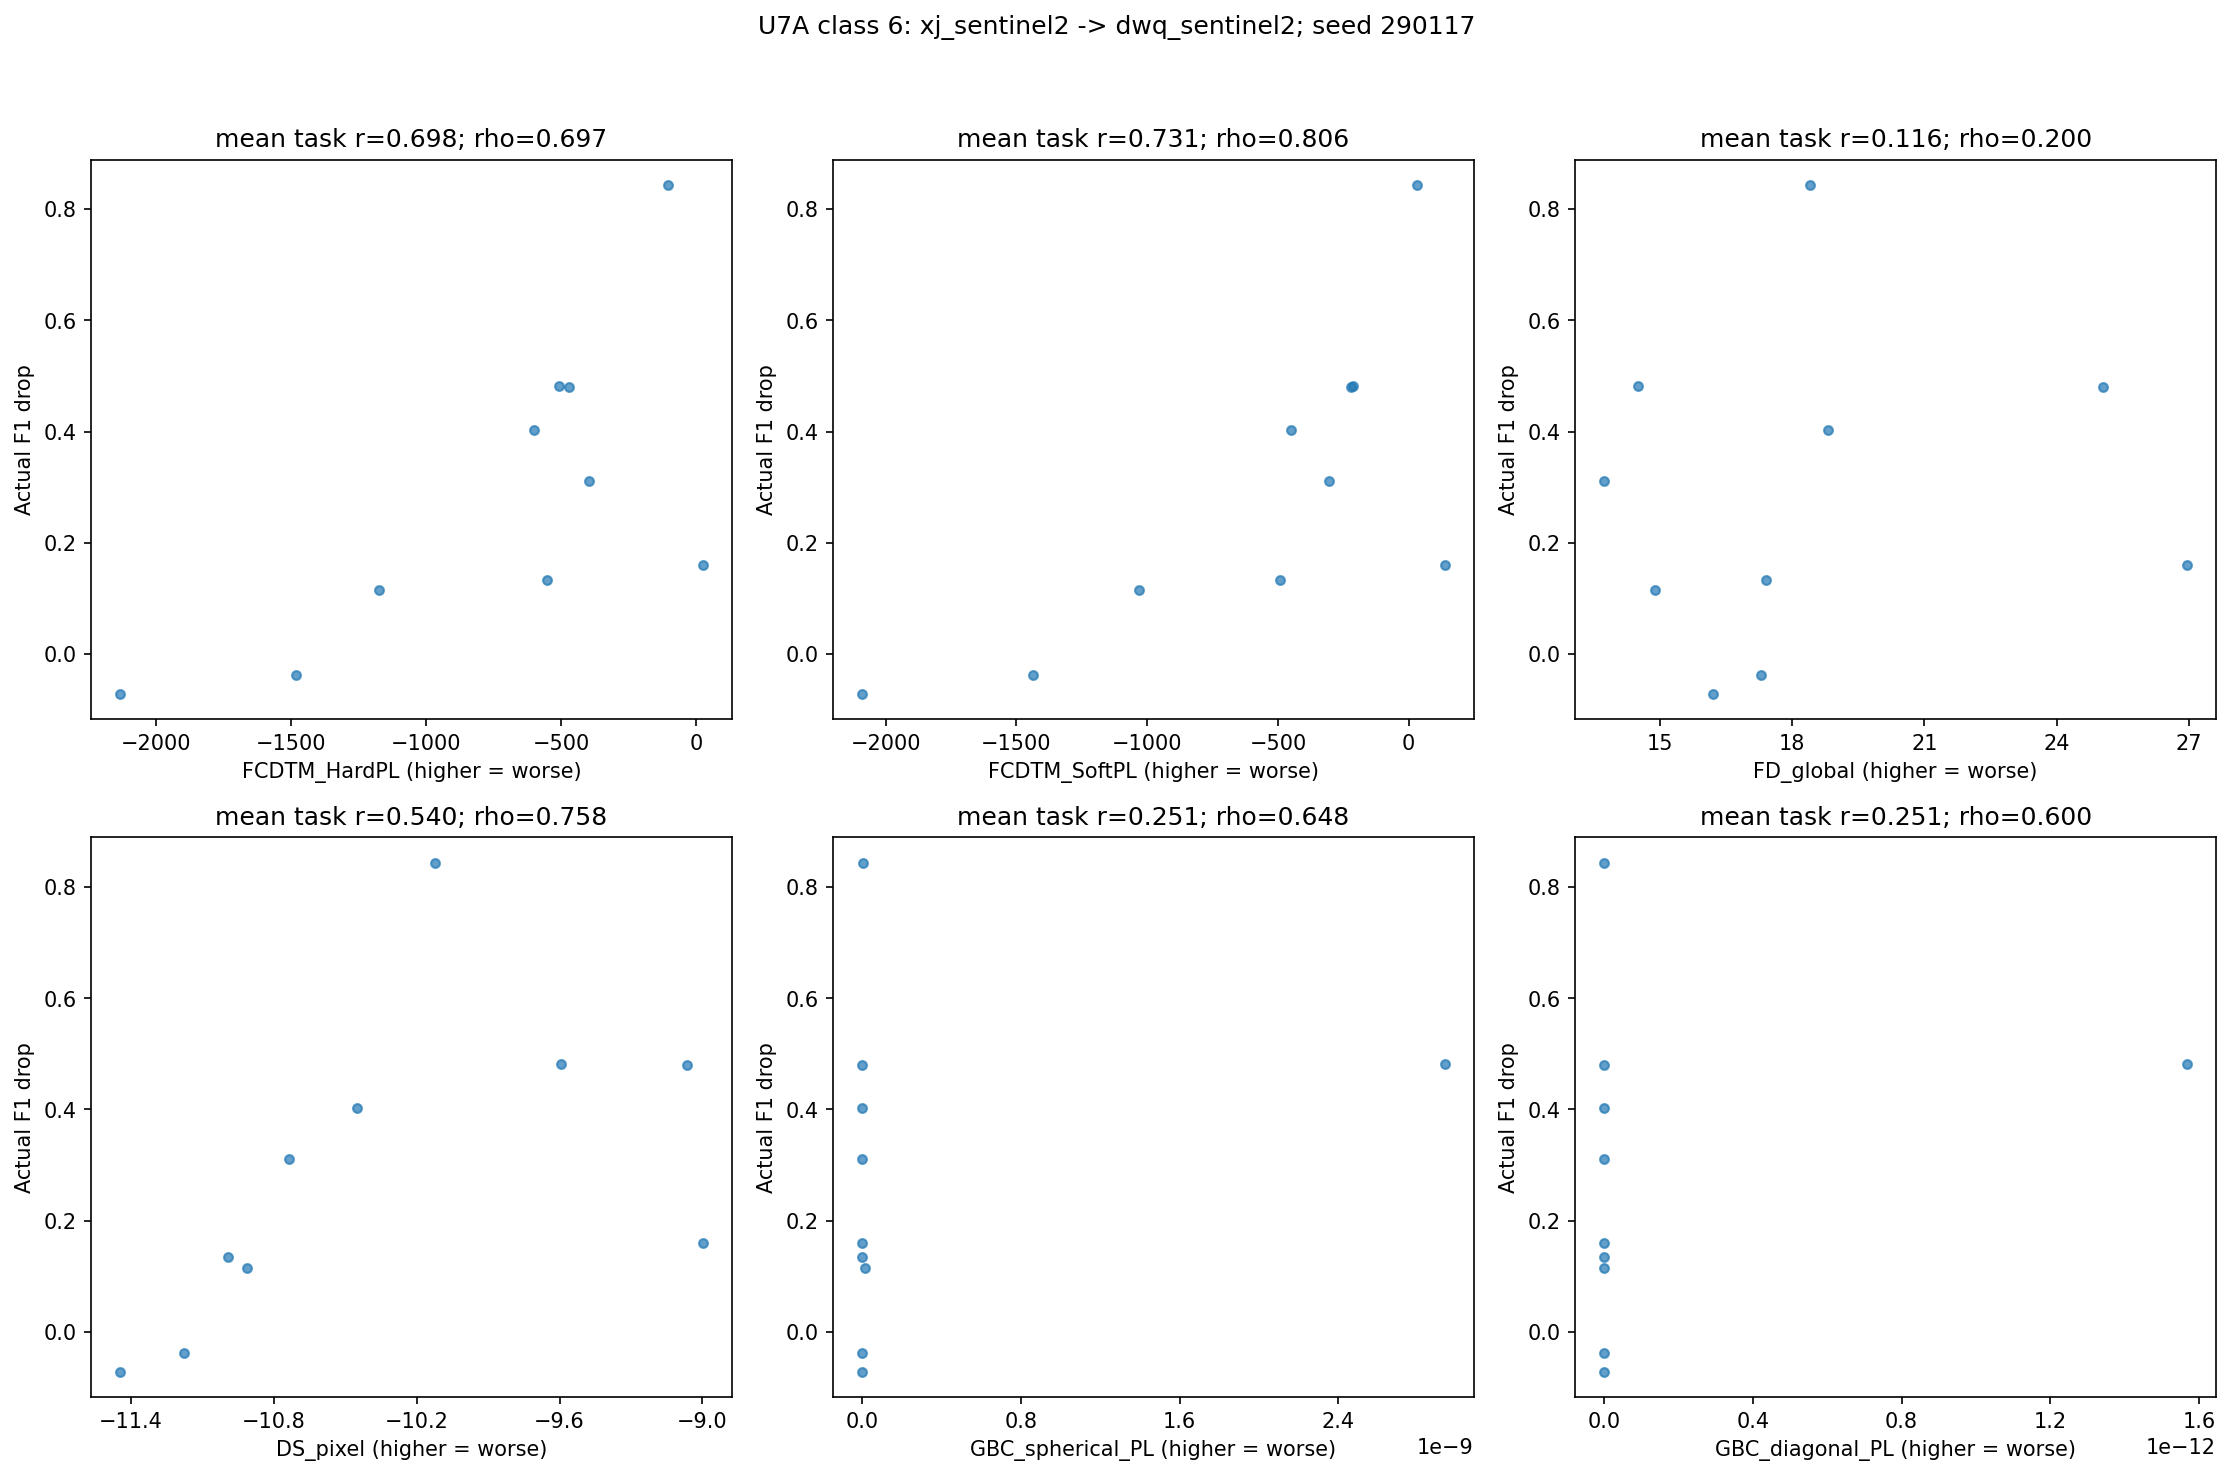 U7A class 6: xj_sentinel2 -> dwq_sentinel2; seed 290117
mean task r=0.698; rho=0.697
Actual F1 drop
0.8
0.6
0.4
0.2
0.0
−2000 −1500 −1000 −500 0
FCDTM_HardPL (higher = worse)
mean task r=0.731; rho=0.806
Actual F1 drop
0.8
0.6
0.4
0.2
0.0
−2000 −1500 −1000 −500 0
FCDTM_SoftPL (higher = worse)
mean task r=0.116; rho=0.200
Actual F1 drop
0.8
0.6
0.4
0.2
0.0
15 18 21 24 27
FD_global (higher = worse)
mean task r=0.540; rho=0.758
Actual F1 drop
0.8
0.6
0.4
0.2
0.0
−11.4 −10.8 −10.2 −9.6 −9.0
DS_pixel (higher = worse)
mean task r=0.251; rho=0.648
Actual F1 drop
0.8
0.6
0.4
0.2
0.0
0.0 0.8 1.6 2.4
GBC_spherical_PL (higher = worse)
1e−9
mean task r=0.251; rho=0.600
Actual F1 drop
0.8
0.6
0.4
0.2
0.0
0.0 0.4 0.8 1.2 1.6
GBC_diagonal_PL (higher = worse)
1e−12